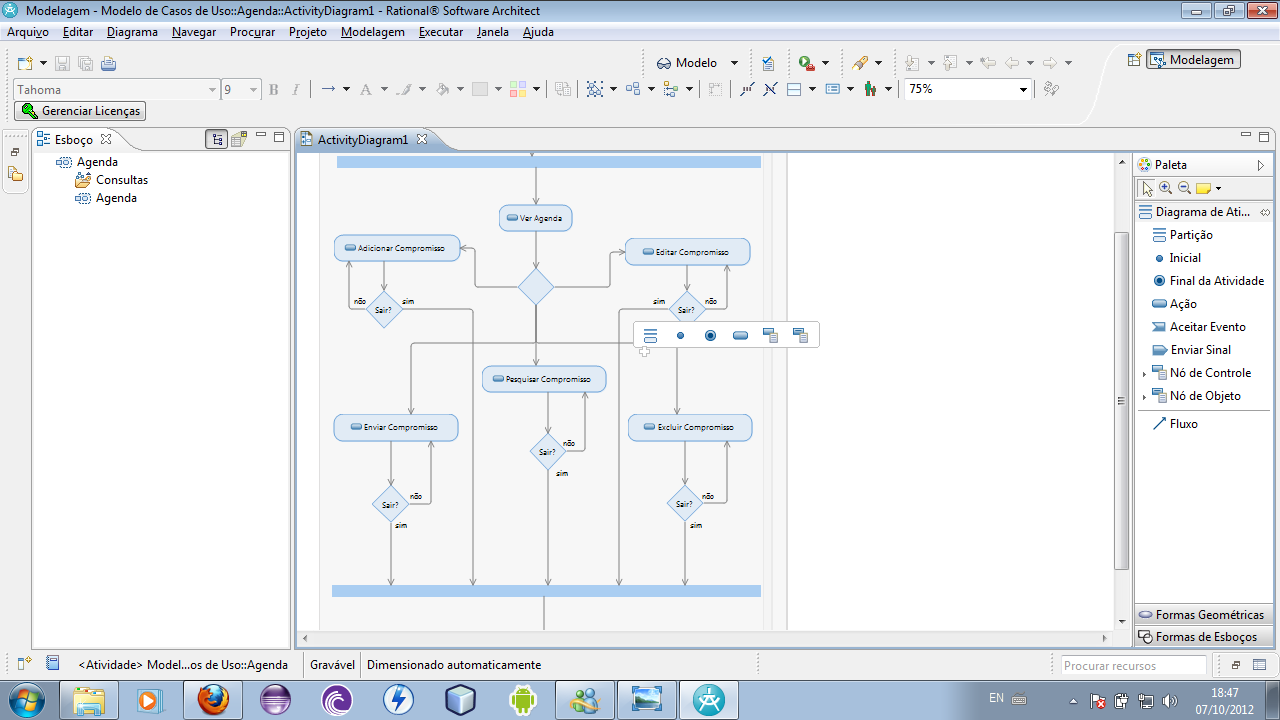 Modelagem - Modelo de Casos de Uso::Agenda::ActivityDiagram1 - Rational® Software Architect
Arquivo Editar Diagrama Navegar Procurar Projeto Modelagem Executar Janela Ajuda
Modelo
Modelagem
Tahoma 9 75%
Gerenciar Licenças
Esboço
ActivityDiagram1
Agenda
Consultas
Agenda
Ver Agenda
Adicionar Compromisso
Editar Compromisso
não sim
Sair?
sim não
Sair?
Pesquisar Compromisso
Enviar Compromisso
Excluir Compromisso
não
Sair?
sim
não
Sair?
sim
não
Sair?
sim
Paleta
Diagrama de Ati...
Partição
Inicial
Final da Atividade
Ação
Aceitar Evento
Enviar Sinal
Nó de Controle
Nó de Objeto
Fluxo
Formas Geométricas
Formas de Esboços
<Atividade> Model...os de Uso::Agenda Gravável Dimensionado automaticamente Procurar recursos
EN
18:47
07/10/2012